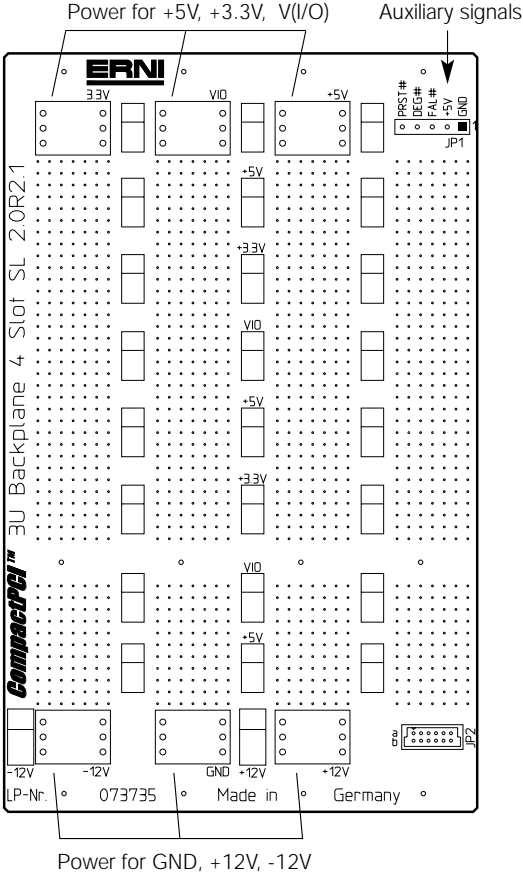 Power for +5V, +3.3V, V(I/O)
Auxiliary signals
ERNI
3.3V
VIO
+5V
PRST#
DEG#
FAL#
+5V
GND
1
JP1
+5V
+3.3V
VIO
+5V
+3.3V
VIO
+5V
3U Backplane 4 Slot SL 2.0R2.1
CompactPCI™
a
b
JP2
-12V
-12V
GND
+12V
+12V
LP-Nr. 073735 Made in Germany
Power for GND, +12V, -12V